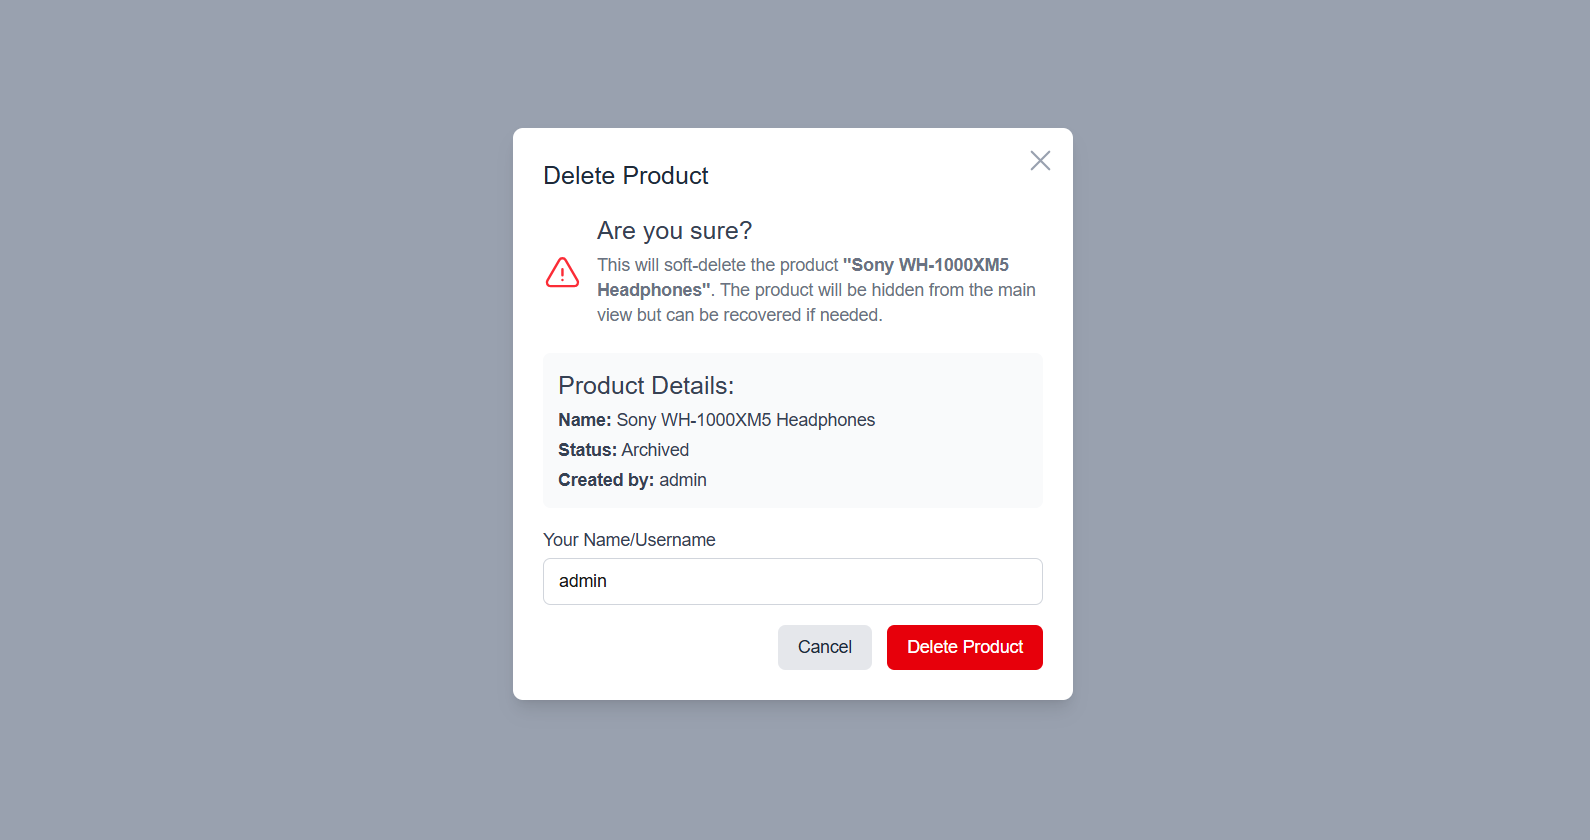 Delete Product
Are you sure?
This will soft-delete the product "Sony WH-1000XM5
Headphones". The product will be hidden from the main
view but can be recovered if needed.
Product Details:
Name: Sony WH-1000XM5 Headphones
Status: Archived
Created by: admin
Your Name/Username
admin
Cancel
Delete Product